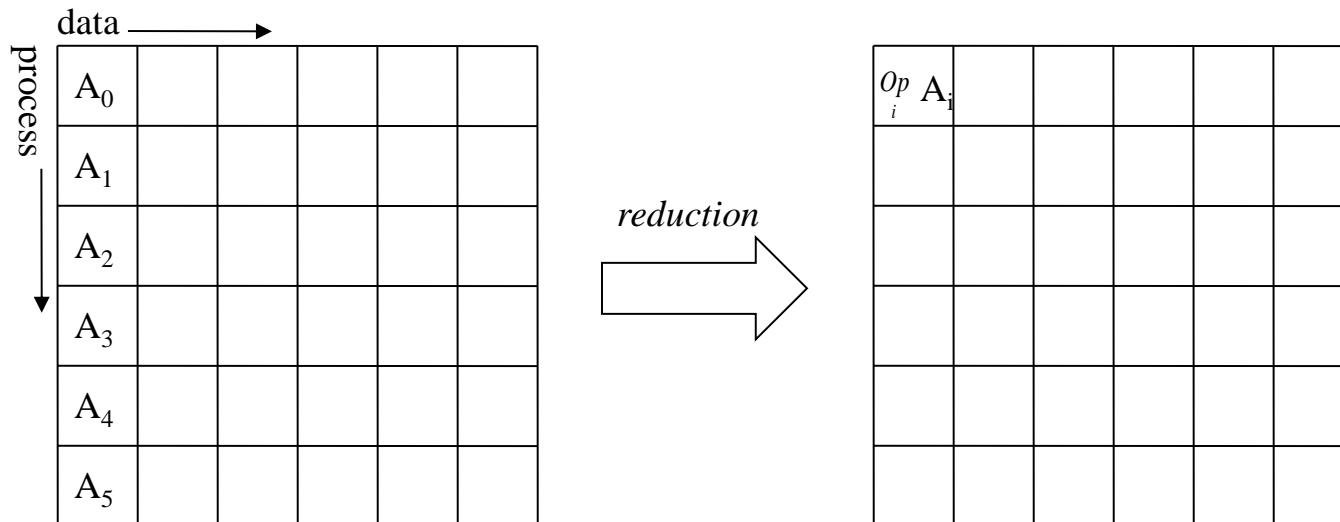 data
process
A₀
A₁
A₂
A₃
A₄
A₅
reduction
Op
i
Aᵢ